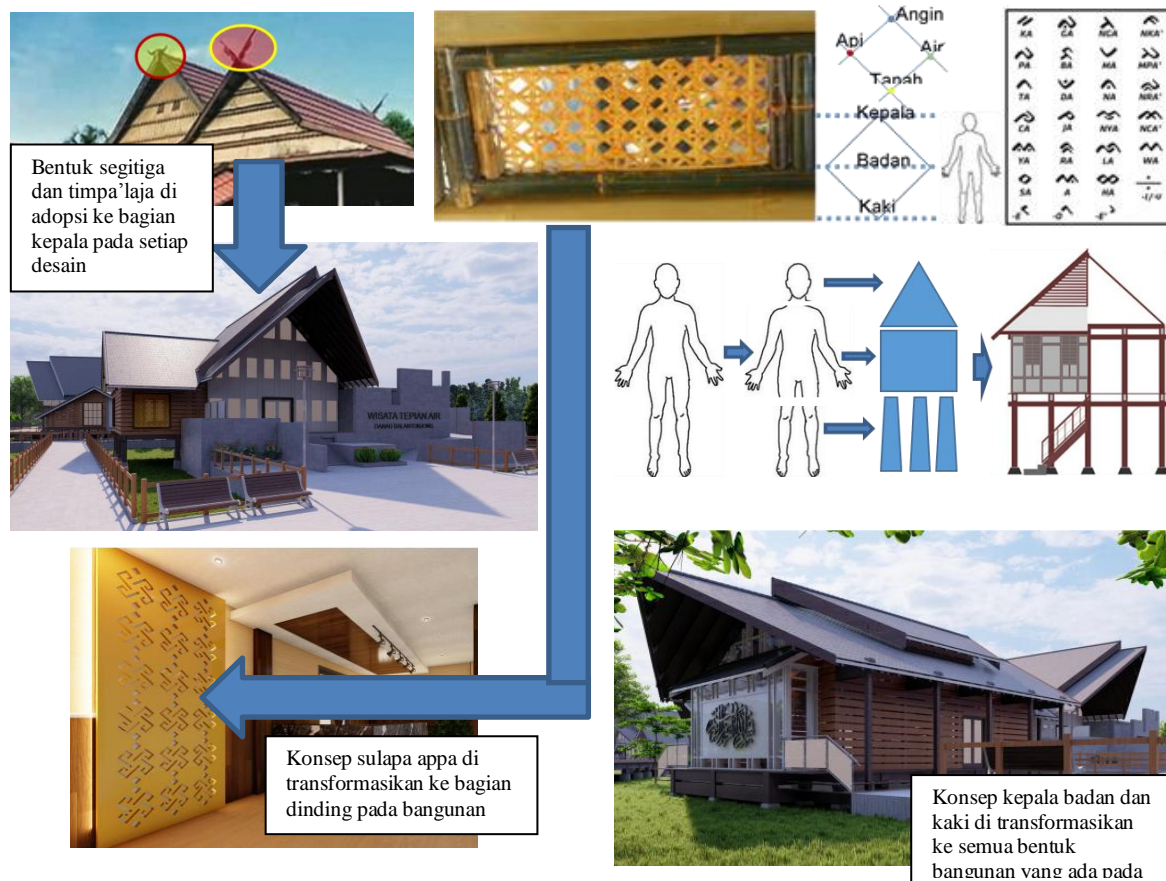 Bentuk segitiga
dan timpa’laja di
adopsi ke bagian
kepala pada setiap
desain
Angin
Api
Air
Tanah
Kepala
Badan
Kaki
KA GA NCA NKA'
PA BA MA MPA'
TA DA NA NRA'
CA JA NYA NCA'
YA RA LA WA
SA A HA -I/-U
WISATA TEPIAN AIR
Konsep sulapa appa di
transformasikan ke bagian
dinding pada bangunan
Konsep kepala badan dan
kaki di transformasikan
ke semua bentuk
bangunan yang ada pada